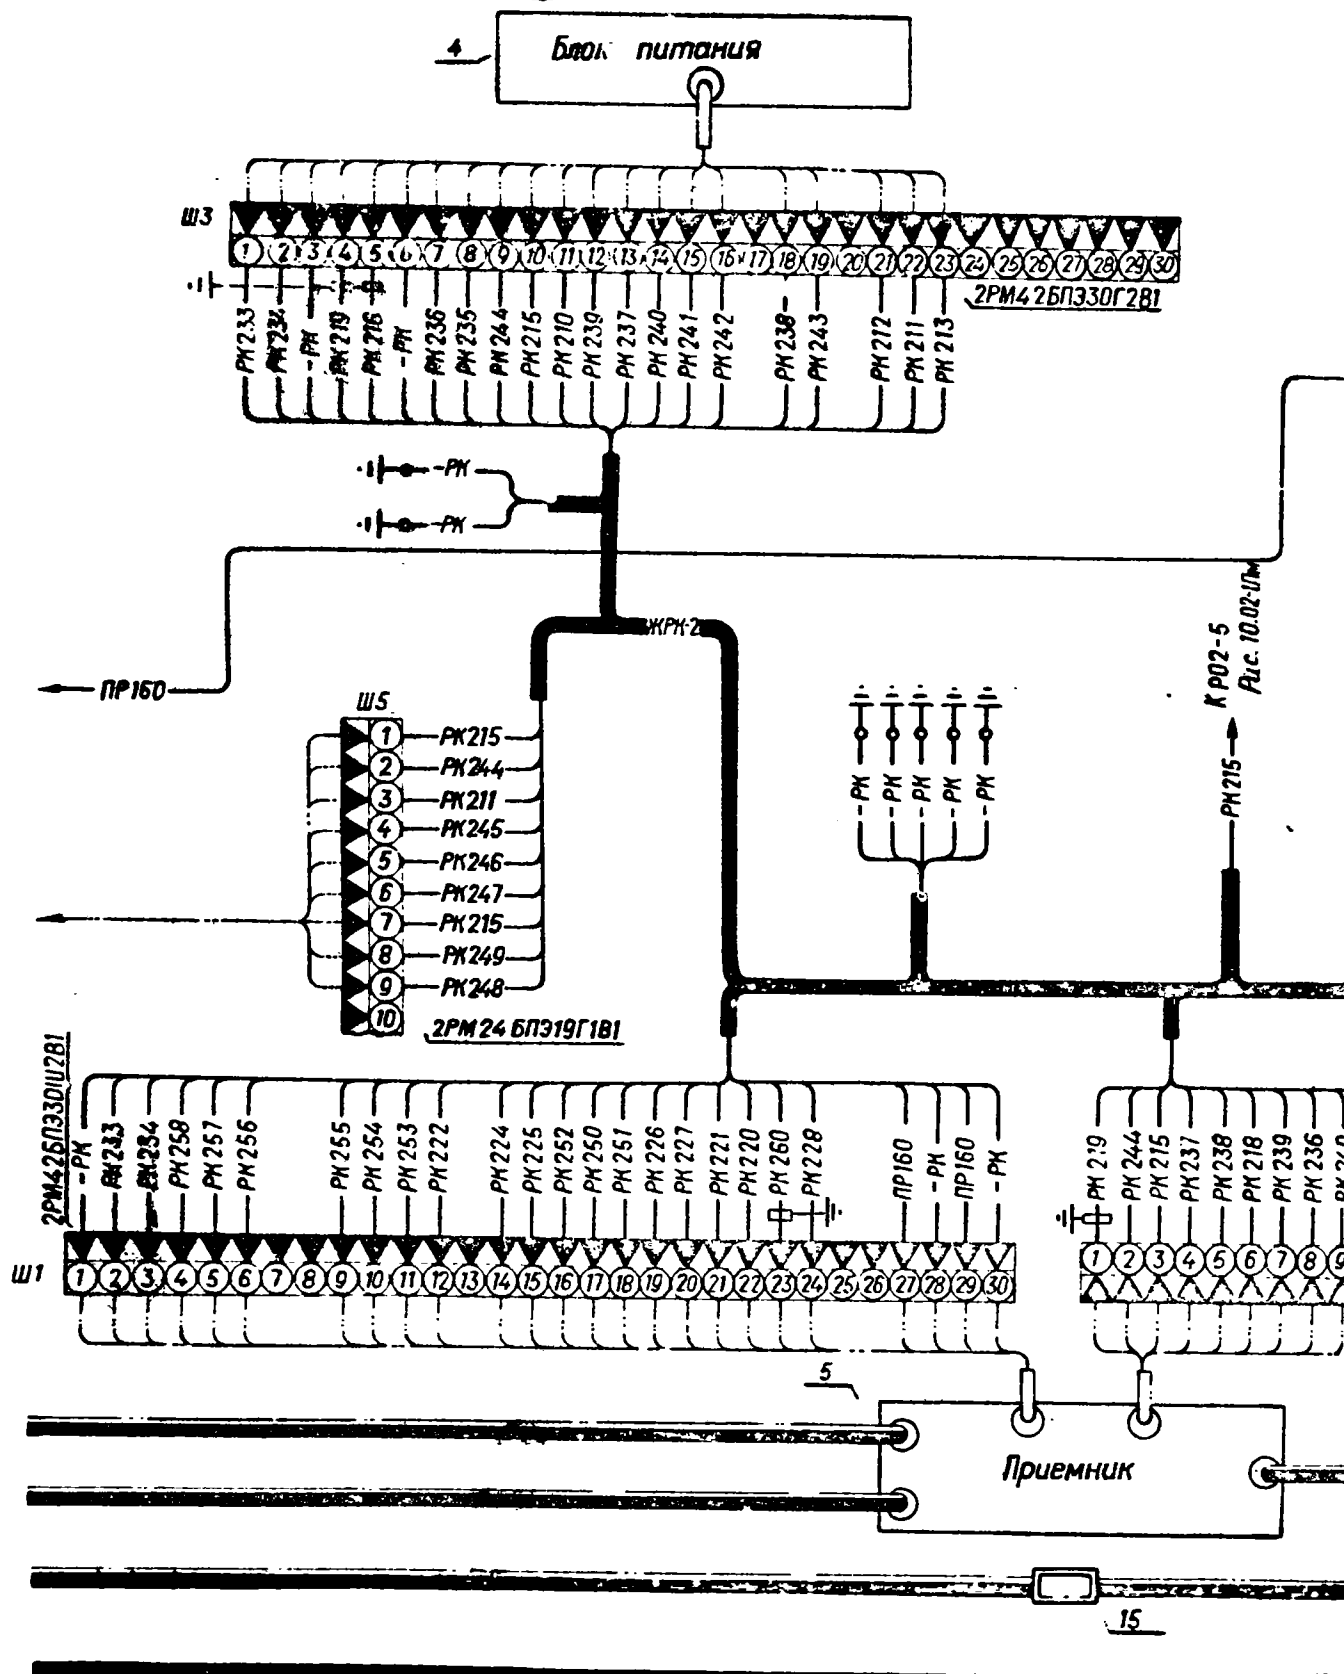 4
Блок питания
Ш3
1 2 3 4 5 6 7 8 9 10 11 12 13 14 15 16 17 18 19 20 21 22 23 24 25 26 27 28 29 30
2РМ42БПЭ30Г2В1
РК233 РК234 -РК РК219 РК216 -РК РК236 РК235 РК244 РК215 РК210 РК239 РК237 РК240 РК241 РК242 РК238 РК243 РК212 РК211 РК213
-РК
-РК
ЖРК-2
К РО2-5
Рис. 10.02-1Лм
ПР160
Ш5
1 РК215
2 РК244
3 РК211
4 РК245
5 РК246
6 РК247
7 РК215
8 РК249
9 РК248
10
2РМ24БПЭ19Г1В1
-РК -РК -РК -РК -РК
РК215
2РМ42БПЭ30Ш2В1
-РК РК233 РК234 РК258 РК257 РК256 РК255 РК254 РК253 РК222 РК224 РК225 РК252 РК250 РК251 РК226 РК227 РК221 РК220 РК260 РК228 ПР160 -РК ПР160 -РК
РК219 РК244 РК215 РК237 РК238 РК218 РК239 РК236
Ш1
1 2 3 4 5 6 7 8 9 10 11 12 13 14 15 16 17 18 19 20 21 22 23 24 25 26 27 28 29 30
1 2 3 4 5 6 7 8 9
5
Приемник
15